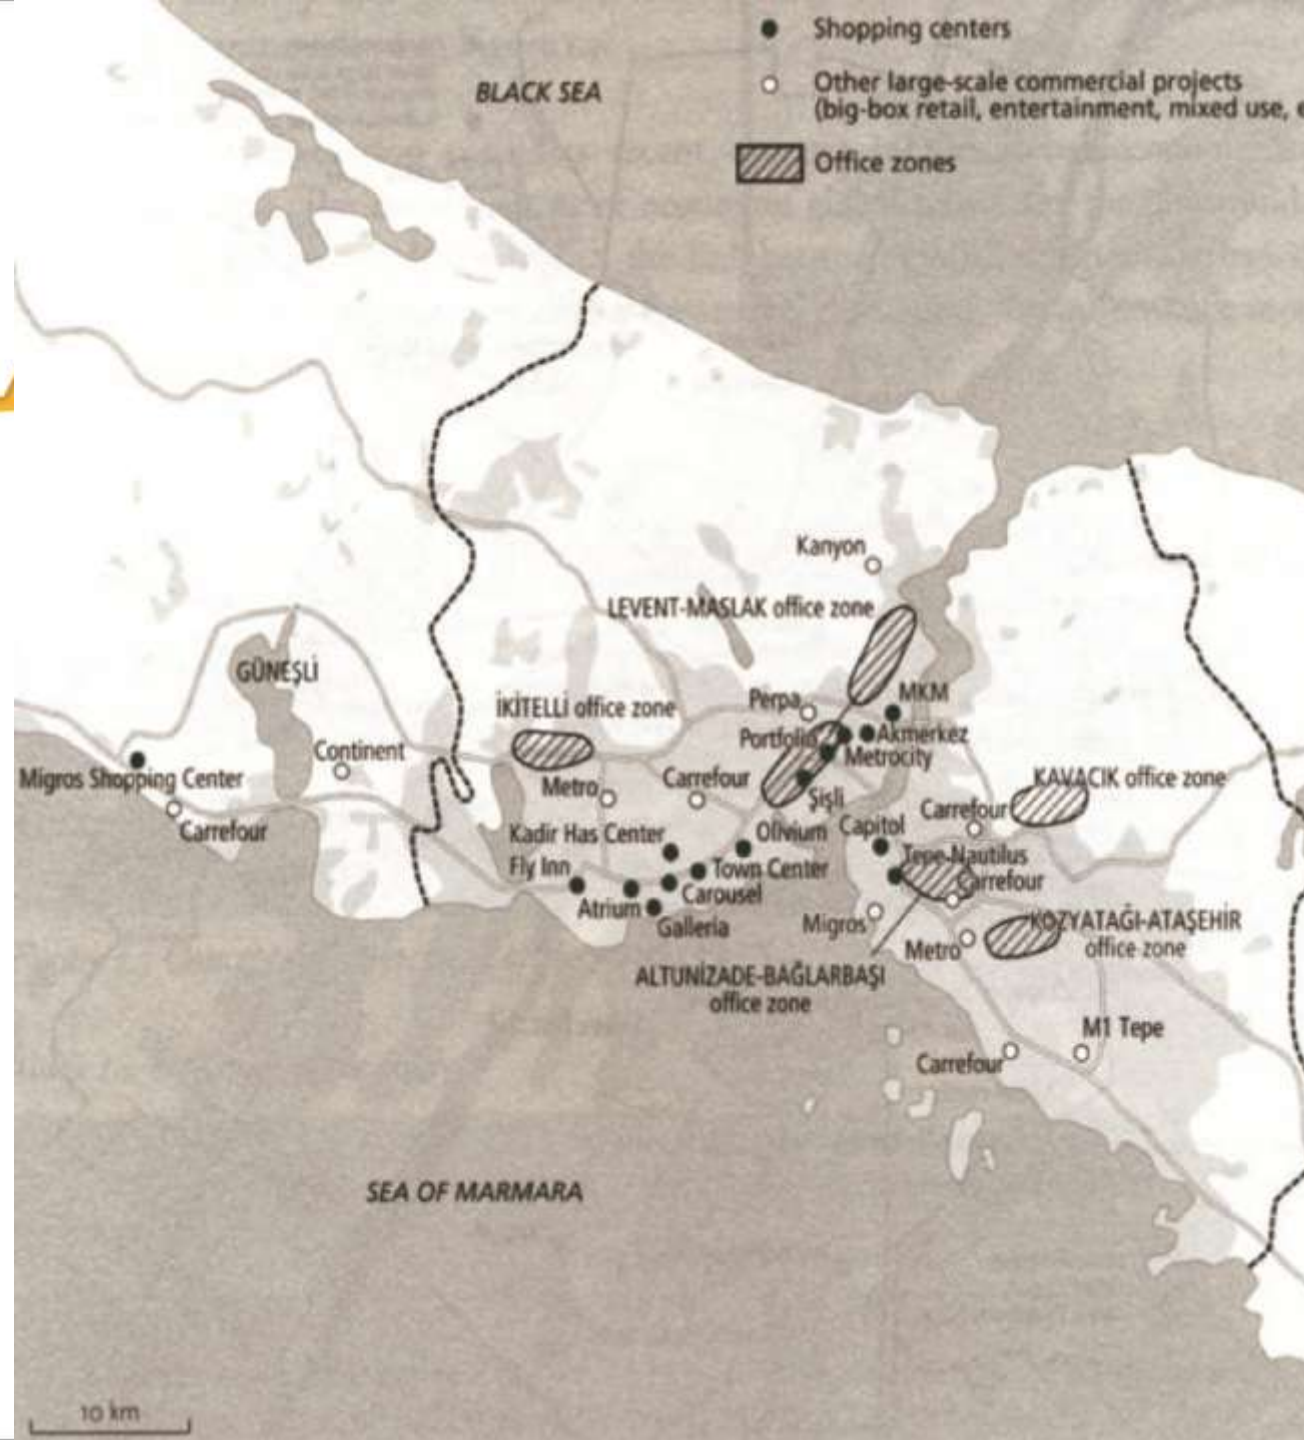 Shopping centers
BLACK SEA
Other large-scale commercial projects
(big-box retail, entertainment, mixed use, e
Office zones
Kanyon
LEVENT-MASLAK office zone
GÜNEŞLİ
MKM
Perpa
İKİTELLİ office zone
Portfolio
Akmerkez
Continent
Metrocity
Migros Shopping Center
Metro
Carrefour
KAVACIK office zone
Şişli
Carrefour
Carrefour
Kadir Has Center
Olivium
Capitol
Tepe-Nautilus
Fly Inn
Town Center
Carrefour
Carousel
Atrium
Galleria
Migros
KOZYATAĞI-ATAŞEHİR
office zone
Metro
ALTUNİZADE-BAĞLARBAŞI
office zone
M1 Tepe
Carrefour
SEA OF MARMARA
10 km